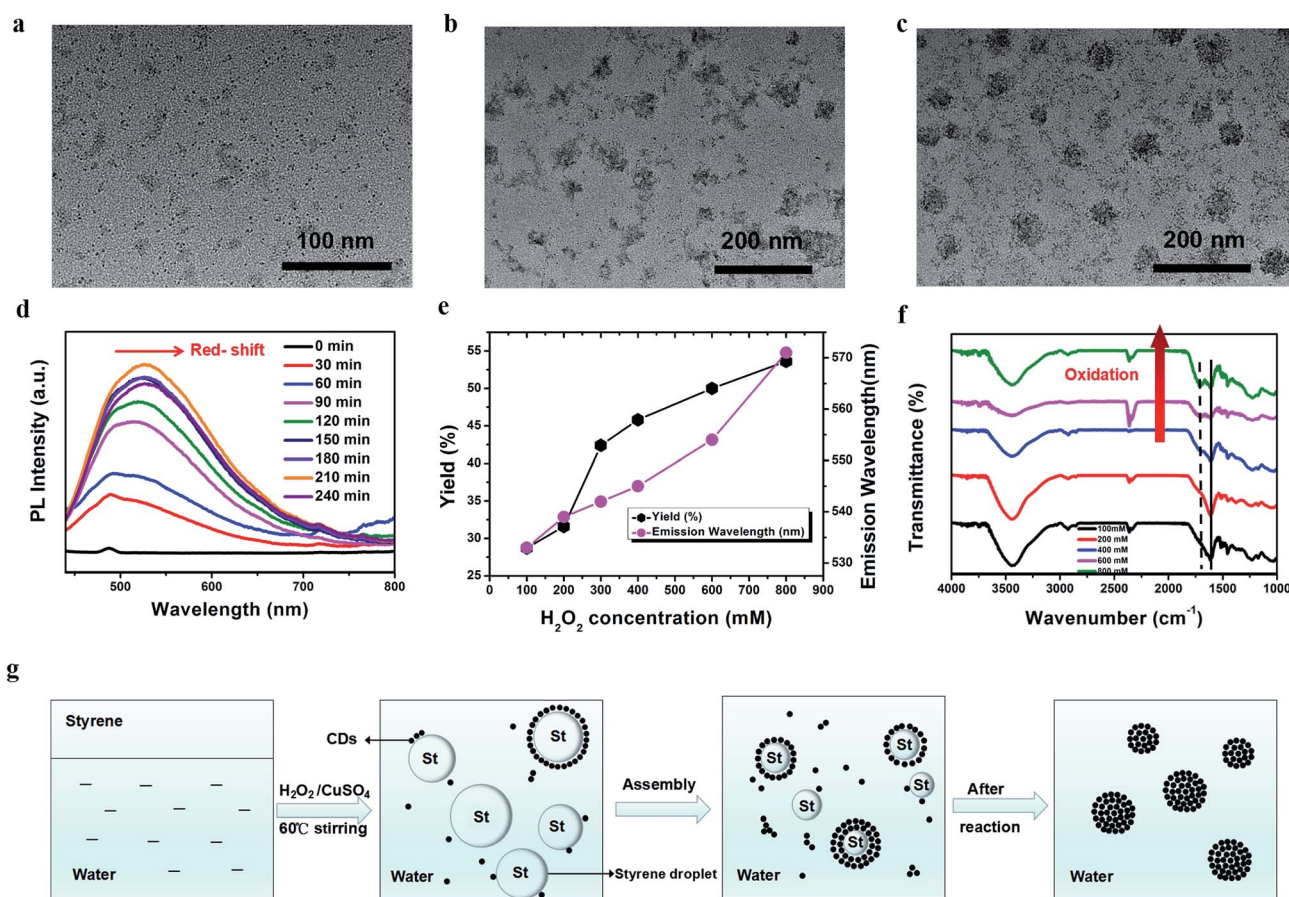 a
b
c
100 nm
200 nm
200 nm
d
Red- shift
0 min
30 min
60 min
90 min
120 min
150 min
180 min
210 min
240 min
PL Intensity (a.u.)
500 600 700 800
Wavelength (nm)
e
55
50
45
40
35
30
25
Yield (%)
570
560
550
540
530
Emission Wavelength(nm)
Yield (%)
Emission Wavelength (nm)
0 100 200 300 400 500 600 700 800 900
H₂O₂ concentration (mM)
f
Oxidation
Transmittance (%)
100mM
200 mM
400 mM
600 mM
800 mM
4000 3500 3000 2500 2000 1500 1000
Wavenumber (cm⁻¹)
g
Styrene
Water
H₂O₂/CuSO₄
60℃ stirring
CDs
St
St
St
St
St
Water
Styrene droplet
Assembly
St
St
St
St
St
Water
After
reaction
Water